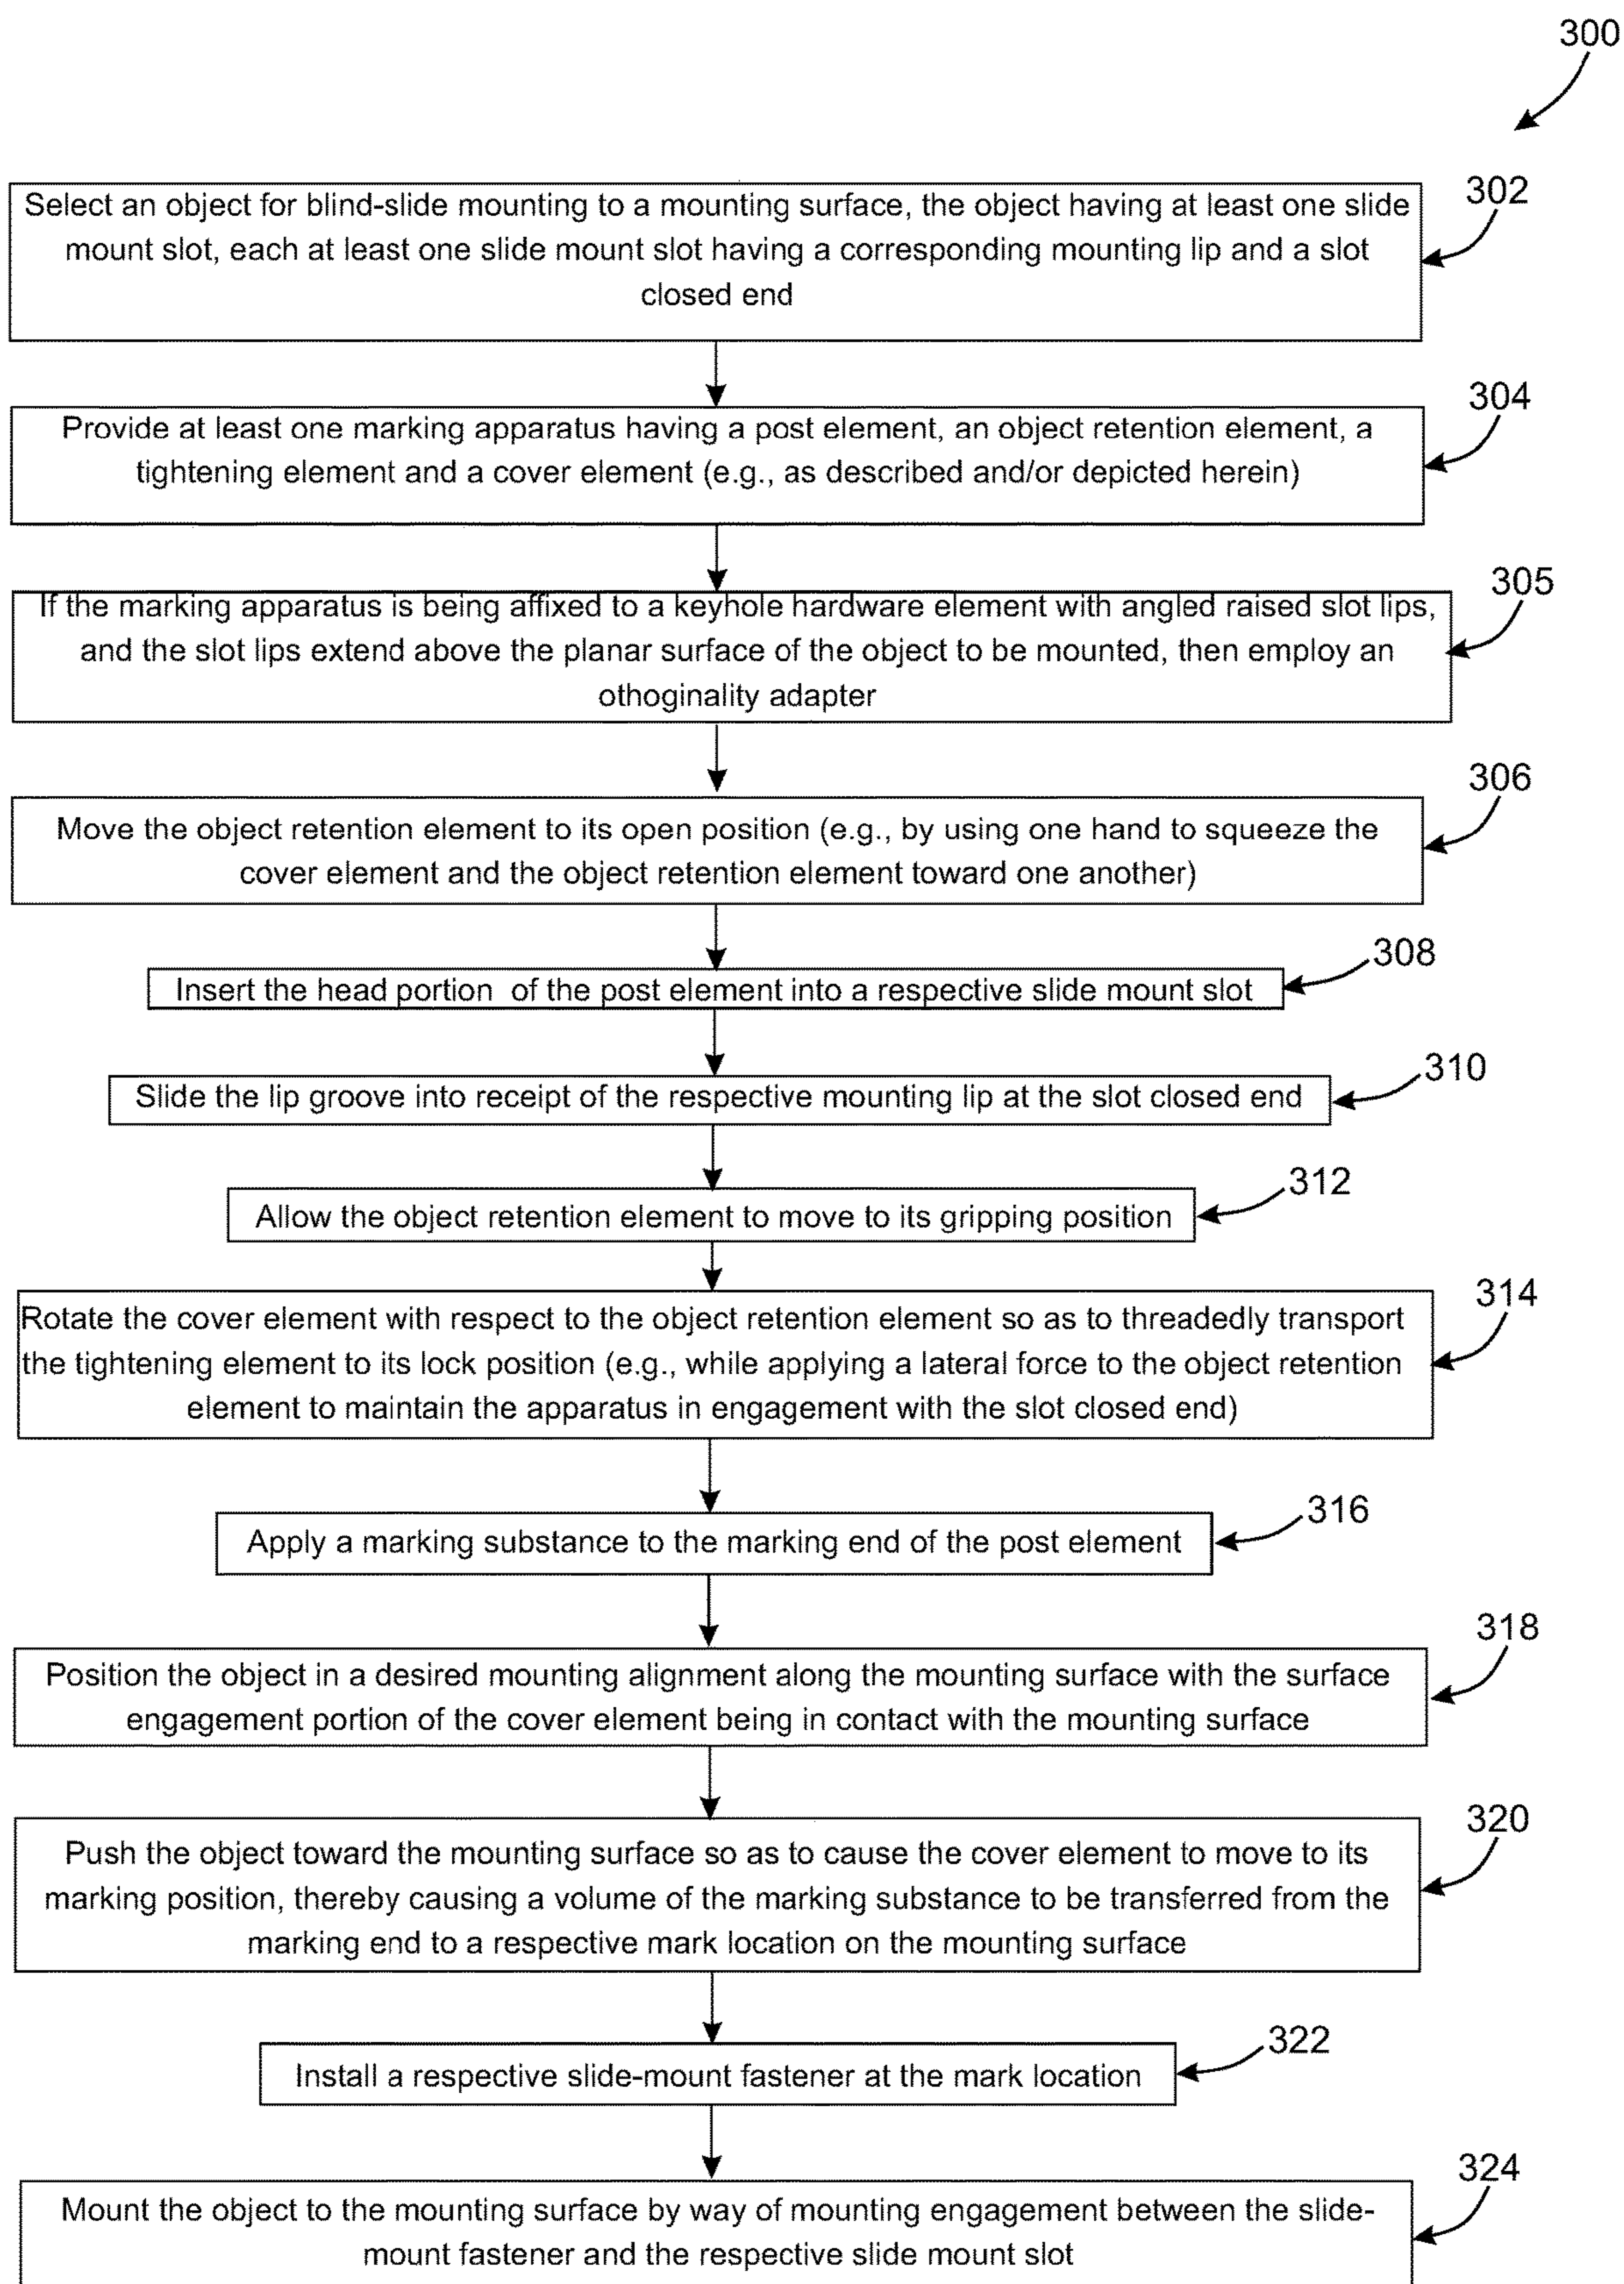 300
Select an object for blind-slide mounting to a mounting surface, the object having at least one slide
mount slot, each at least one slide mount slot having a corresponding mounting lip and a slot
closed end
302
Provide at least one marking apparatus having a post element, an object retention element, a
tightening element and a cover element (e.g., as described and/or depicted herein)
304
If the marking apparatus is being affixed to a keyhole hardware element with angled raised slot lips,
and the slot lips extend above the planar surface of the object to be mounted, then employ an
othoginality adapter
305
Move the object retention element to its open position (e.g., by using one hand to squeeze the
cover element and the object retention element toward one another)
306
Insert the head portion of the post element into a respective slide mount slot
308
Slide the lip groove into receipt of the respective mounting lip at the slot closed end
310
Allow the object retention element to move to its gripping position
312
Rotate the cover element with respect to the object retention element so as to threadedly transport
the tightening element to its lock position (e.g., while applying a lateral force to the object retention
element to maintain the apparatus in engagement with the slot closed end)
314
Apply a marking substance to the marking end of the post element
316
Position the object in a desired mounting alignment along the mounting surface with the surface
engagement portion of the cover element being in contact with the mounting surface
318
Push the object toward the mounting surface so as to cause the cover element to move to its
marking position, thereby causing a volume of the marking substance to be transferred from the
marking end to a respective mark location on the mounting surface
320
Install a respective slide-mount fastener at the mark location
322
Mount the object to the mounting surface by way of mounting engagement between the slide-
mount fastener and the respective slide mount slot
324